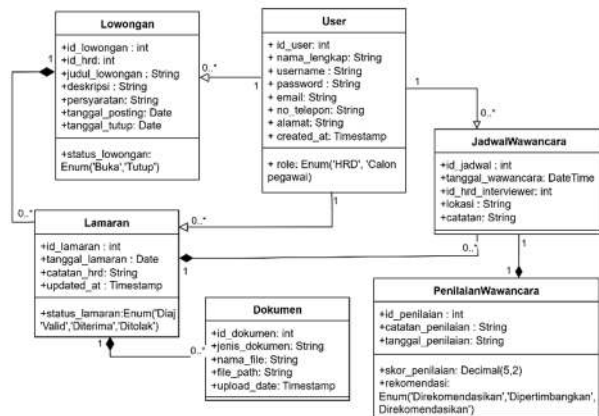 Lowongan
+id_lowongan : int
+id_hrd: int
+judul_lowongan : String
+deskripsi : String
+persyaratan: String
+tanggal_posting: Date
+tanggal_tutup: Date
+status_lowongan:
Enum('Buka','Tutup')
User
+ id_user: int
+ nama_lengkap: String
+ username : String
+ password : String
+ email: String
+ no_telepon: String
+ alamat: String
+ created_at: Timestamp
+ role: Enum('HRD', 'Calon
pegawai')
JadwalWawancara
+id_jadwal : int
+tanggal_wawancara: DateTime
+id_hrd_interviewer: int
+lokasi : String
+catatan: String
Lamaran
+id_lamaran : int
+tanggal_lamaran : Date
+catatan_hrd: String
+updated_at : Timestamp
+status_lamaran:Enum('Diaj
'Valid','Diterima','Ditolak')
Dokumen
+id_dokumen: int
+jenis_dokumen: String
+nama_file: String
+file_path: String
+upload_date: Timestamp
PenilaianWawancara
+id_penilaian : int
+catatan_penilaian : String
+tanggal_penilaian: String
+skor_penilaian: Decimal(5,2)
+rekomendasi:
Enum('Direkomendasikan','Dipertimbangkan',
Direkomendasikan')
1
0..*
0..*
1
1
0..*
1
0..*
1
0..*
1
0..*
1
1